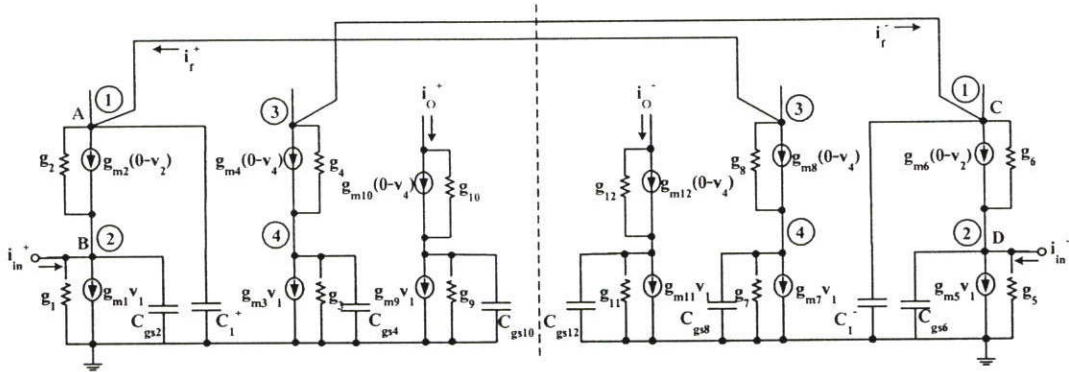 i_f^+
i_f^-
1
3
i_O^+
i_O^-
3
1
A
C
g_2
g_m2(0-v_2)
g_m4(0-v_4)
g_4
g_m10(0-v_4)
g_10
g_12
g_m12(0-v_4)
g_8
g_m8(0-v_4)
g_m6(0-v_2)
g_6
B
2
4
4
2
D
i_in^+
i_in^-
g_1
g_m1 v_1
C_gs2
C_1^+
g_m3 v_1
g_3
C_gs4
g_m9 v_1
g_9
C_gs10
C_gs12
g_11
g_m11 v_1
C_gs8
g_7
g_m7 v_1
C_1^-
C_gs6
g_m5 v_1
g_5